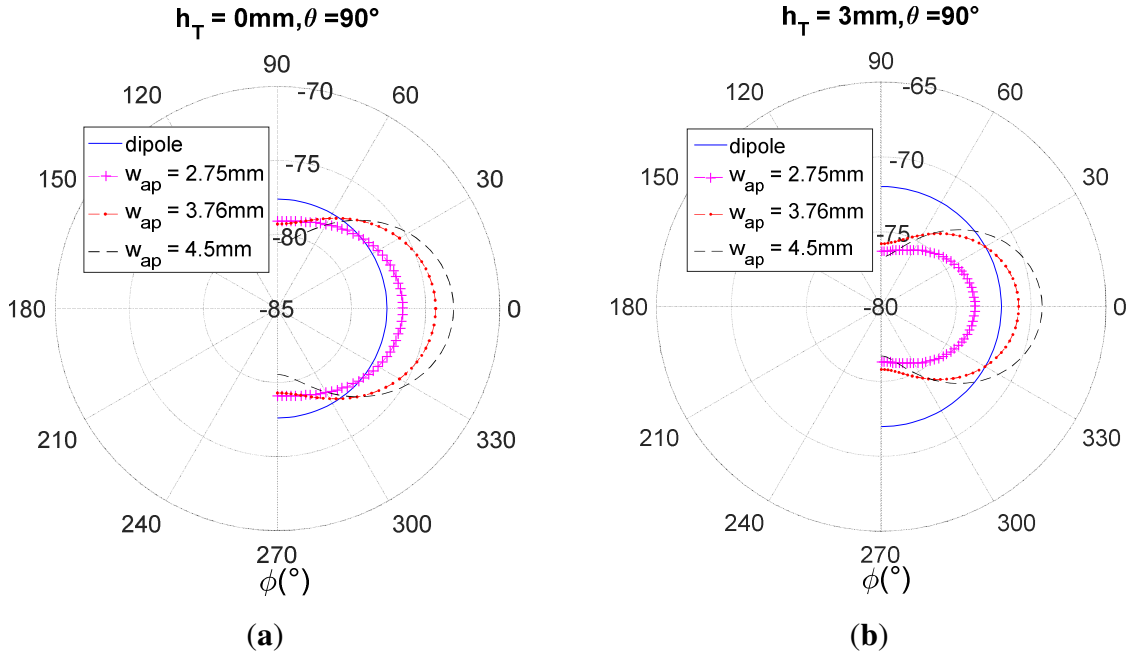 h_T = 0mm,θ =90°
90
-70
120
60
dipole
w_ap = 2.75mm
w_ap = 3.76mm
w_ap = 4.5mm
-75
150
30
-80
180
-85
0
210
330
240
300
270
ϕ(°)
(a)
h_T = 3mm,θ =90°
90
-65
120
60
dipole
w_ap = 2.75mm
w_ap = 3.76mm
w_ap = 4.5mm
-70
150
30
-75
180
-80
0
210
330
240
300
270
ϕ(°)
(b)